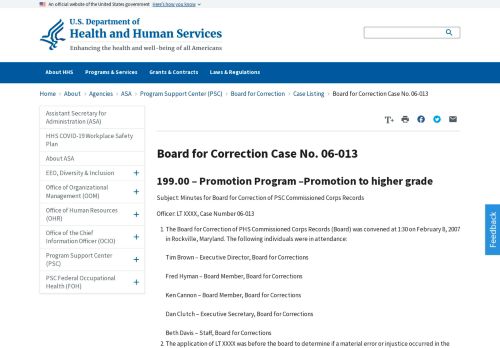 An official website of the United States government Here's how you know
U.S. Department of
Health and Human Services
Enhancing the health and well-being of all Americans
About HHS Programs & Services Grants & Contracts Laws & Regulations
Home › About › Agencies › ASA › Program Support Center (PSC) › Board for Correction › Case Listing › Board for Correction Case No. 06-013
Assistant Secretary for
Administration (ASA)
HHS COVID-19 Workplace Safety
Plan
About ASA
EEO, Diversity & Inclusion +
Office of Organizational
Management (OOM) +
Office of Human Resources
(OHR) +
Office of the Chief
Information Officer (OCIO) +
Program Support Center
(PSC) +
PSC Federal Occupational
Health (FOH) +
T+
Board for Correction Case No. 06-013
199.00 – Promotion Program –Promotion to higher grade
Subject: Minutes for Board for Correction of PSC Commissioned Corps Records
Officer: LT XXXX, Case Number 06-013
1. The Board for Correction of PHS Commissioned Corps Records (Board) was convened at 1:30 on February 8, 2007
in Rockville, Maryland. The following individuals were in attendance:
Tim Brown – Executive Director, Board for Corrections
Fred Hyman – Board Member, Board for Corrections
Ken Cannon – Board Member, Board for Corrections
Dan Clutch – Executive Secretary, Board for Corrections
Beth Davis – Staff, Board for Corrections
2. The application of LT XXXX was before the board to determine if a material error or injustice occurred in the
Feedback